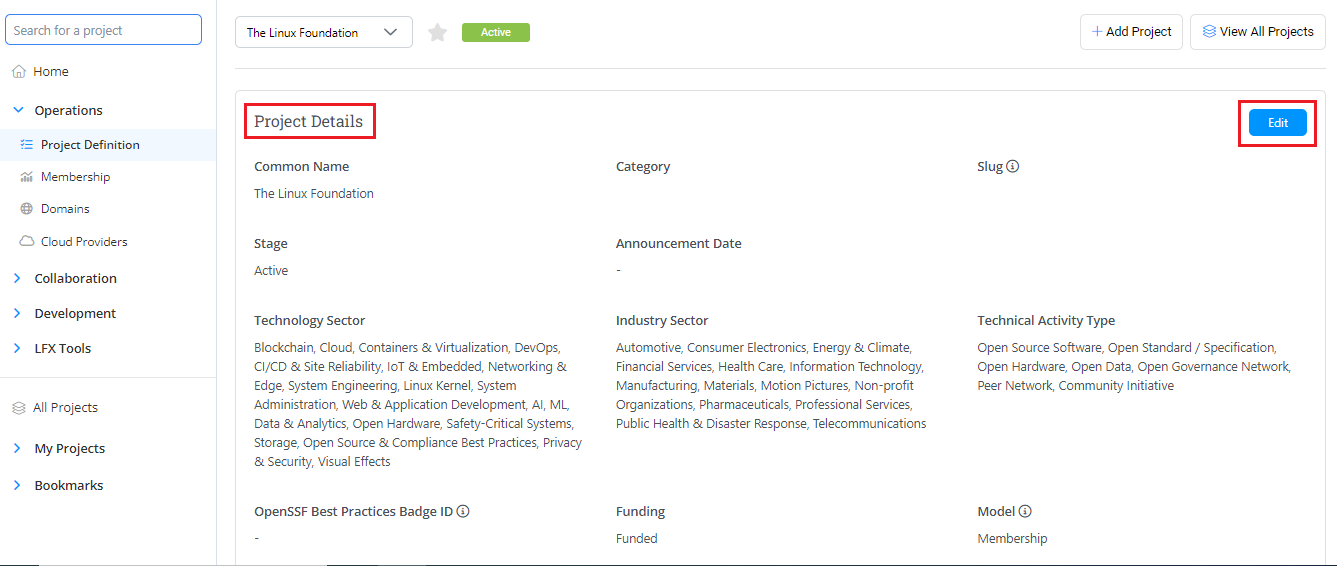 Search for a project
Home
Operations
Project Definition
Membership
Domains
Cloud Providers
Collaboration
Development
LFX Tools
All Projects
My Projects
Bookmarks
The Linux Foundation
Active
Add Project
View All Projects
Project Details
Edit
Common Name
The Linux Foundation
Category
Slug
Stage
Active
Announcement Date
-
Technology Sector
Blockchain, Cloud, Containers & Virtualization, DevOps,
CI/CD & Site Reliability, IoT & Embedded, Networking &
Edge, System Engineering, Linux Kernel, System
Administration, Web & Application Development, AI, ML,
Data & Analytics, Open Hardware, Safety-Critical Systems,
Storage, Open Source & Compliance Best Practices, Privacy
& Security, Visual Effects
Industry Sector
Automotive, Consumer Electronics, Energy & Climate,
Financial Services, Health Care, Information Technology,
Manufacturing, Materials, Motion Pictures, Non-profit
Organizations, Pharmaceuticals, Professional Services,
Public Health & Disaster Response, Telecommunications
Technical Activity Type
Open Source Software, Open Standard / Specification,
Open Hardware, Open Data, Open Governance Network,
Peer Network, Community Initiative
OpenSSF Best Practices Badge ID
-
Funding
Funded
Model
Membership